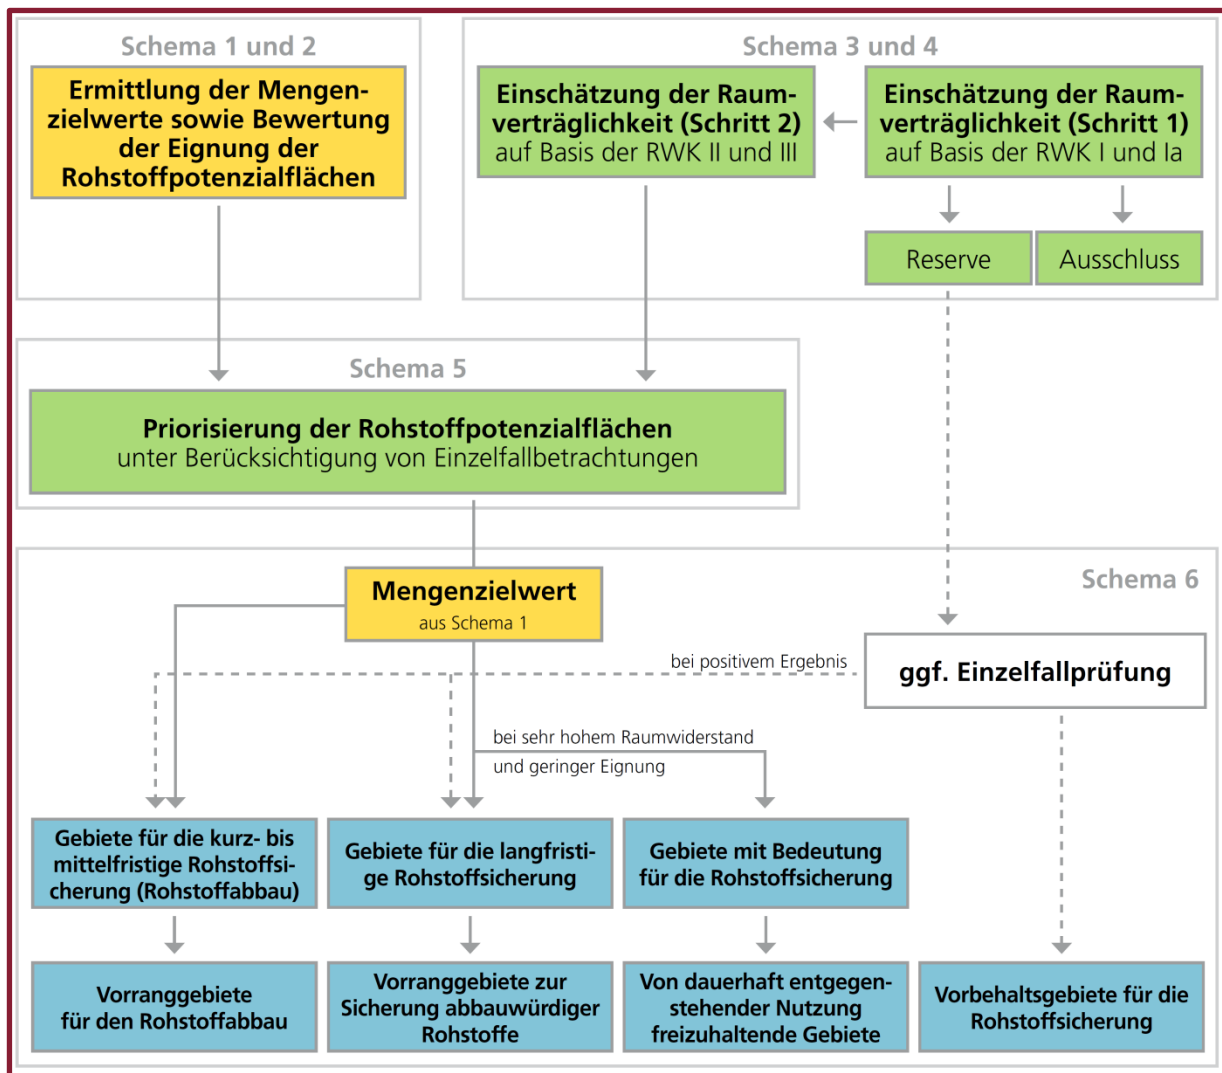 Schema 1 und 2
Ermittlung der Mengen-
zielwerte sowie Bewertung
der Eignung der
Rohstoffpotenzialflächen
Schema 3 und 4
Einschätzung der Raum-
verträglichkeit (Schritt 2)
auf Basis der RWK II und III
Einschätzung der Raum-
verträglichkeit (Schritt 1)
auf Basis der RWK I und Ia
Reserve
Ausschluss
Schema 5
Priorisierung der Rohstoffpotenzialflächen
unter Berücksichtigung von Einzelfallbetrachtungen
Schema 6
Mengenzielwert
aus Schema 1
bei positivem Ergebnis
ggf. Einzelfallprüfung
bei sehr hohem Raumwiderstand
und geringer Eignung
Gebiete für die kurz- bis
mittelfristige Rohstoffsi-
cherung (Rohstoffabbau)
Gebiete für die langfristi-
ge Rohstoffsicherung
Gebiete mit Bedeutung
für die Rohstoffsicherung
Vorranggebiete
für den Rohstoffabbau
Vorranggebiete zur
Sicherung abbauwürdiger
Rohstoffe
Von dauerhaft entgegen-
stehender Nutzung
freizuhaltende Gebiete
Vorbehaltsgebiete für die
Rohstoffsicherung